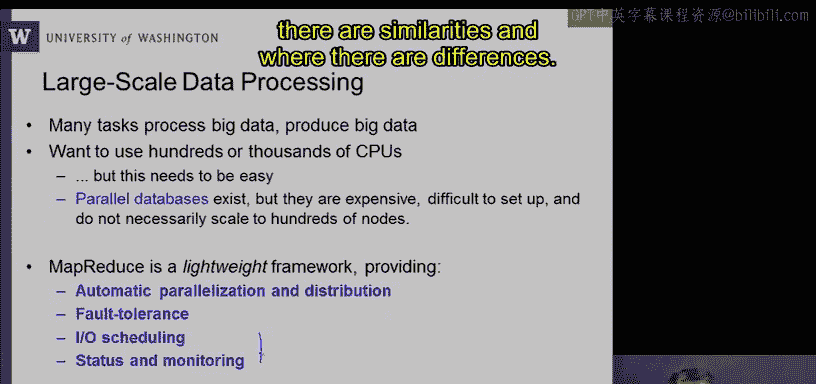 there are similarities and
where there are differences.
GPT中英字幕课程资源@bilibili.com
W UNIVERSITY of WASHINGTON
Large-Scale Data Processing
• Many tasks process big data, produce big data
• Want to use hundreds or thousands of CPUs
– ... but this needs to be easy
– Parallel databases exist, but they are expensive, difficult to set up, and
do not necessarily scale to hundreds of nodes.
• MapReduce is a lightweight framework, providing:
– Automatic parallelization and distribution
– Fault-tolerance
– I/O scheduling
– Status and monitoring